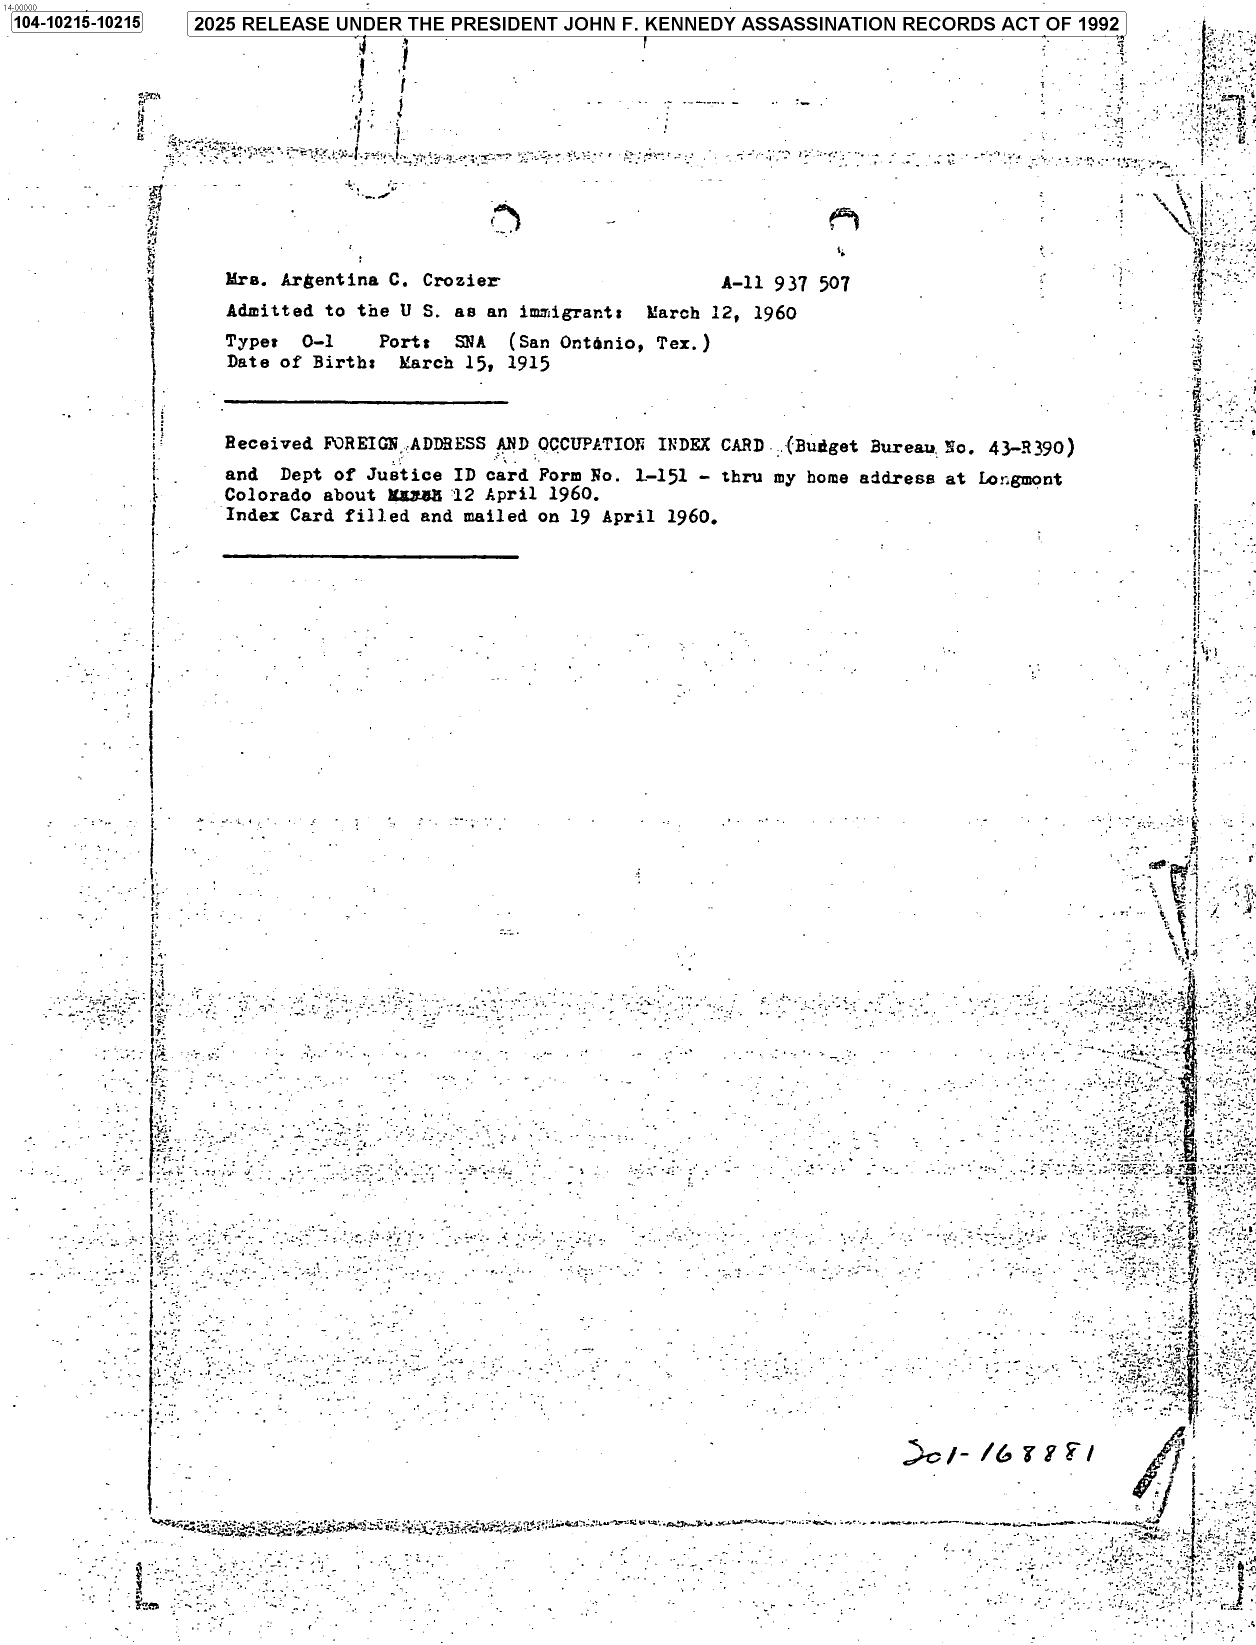 14-00000
104-10215-10215
2025 RELEASE UNDER THE PRESIDENT JOHN F. KENNEDY ASSASSINATION RECORDS ACT OF 1992
Mrs. Argentina C. Crozier A-11 937 507
Admitted to the U S. as an immigrant: March 12, 1960
Type: O-1 Port: SNA (San Ontonio, Tex.)
Date of Birth: March 15, 1915
Received FOREIGN ADDRESS AND OCCUPATION INDEX CARD (Budget Bureau No. 43-R390)
and Dept of Justice ID card Form No. 1-151 - thru my home address at Longmont
Colorado about 12 April 1960.
Index Card filled and mailed on 19 April 1960.
201-168881